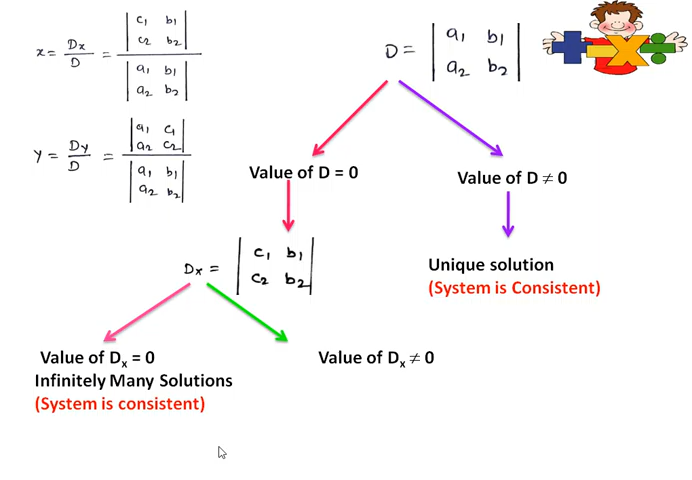 x = Dx / D = | c1 b1 | / | a1 b1 |
| c2 b2 | / | a2 b2 |
y = Dy / D = | a1 c1 | / | a1 b1 |
| a2 c2 | / | a2 b2 |
D = | a1 b1 |
| a2 b2 |
Value of D = 0
Value of D ≠ 0
Dx = | c1 b1 |
| c2 b2 |
Unique solution
(System is Consistent)
Value of Dx = 0
Infinitely Many Solutions
(System is consistent)
Value of Dx ≠ 0